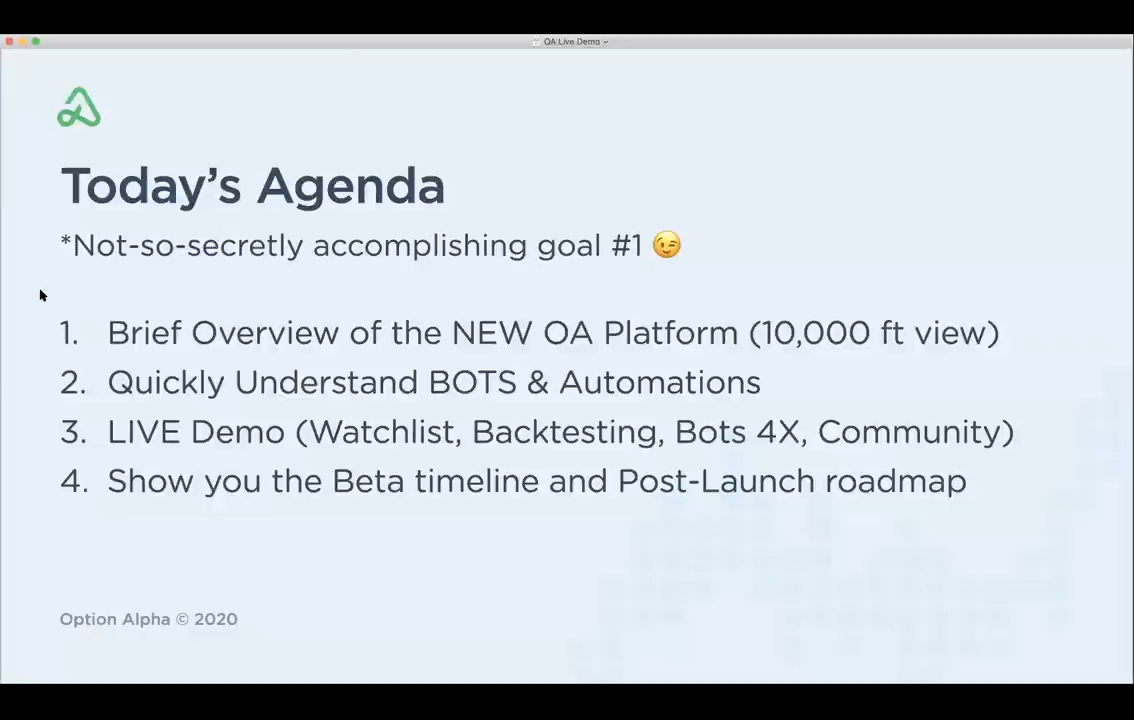 QA Live Demo
Today's Agenda
*Not-so-secretly accomplishing goal #1 😉
1. Brief Overview of the NEW OA Platform (10,000 ft view)
2. Quickly Understand BOTS & Automations
3. LIVE Demo (Watchlist, Backtesting, Bots 4X, Community)
4. Show you the Beta timeline and Post-Launch roadmap
Option Alpha © 2020